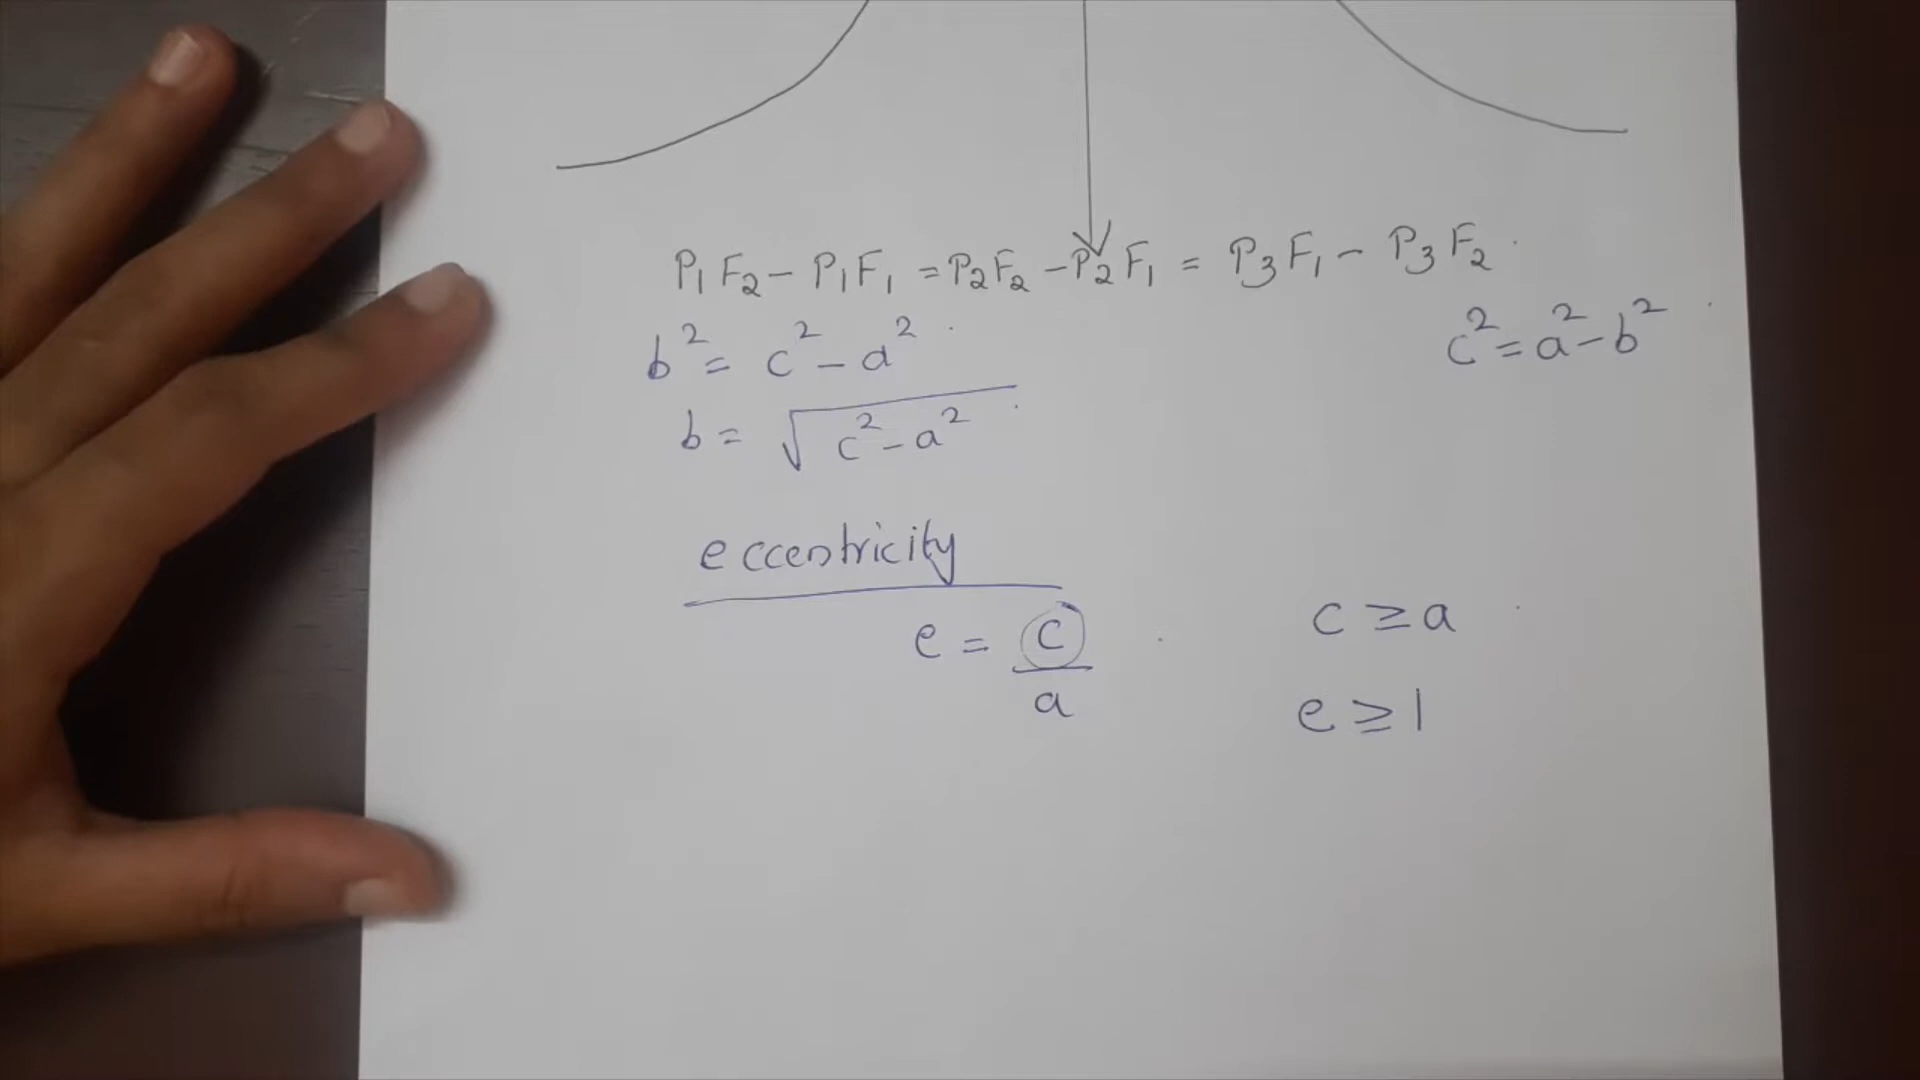 P₁F₂ - P₁F₁ = P₂F₂ - P₂F₁ = P₃F₁ - P₃F₂.
b² = c² - a²
c² = a² - b²
b = √(c² - a²)
eccentricity
e = c/a
c ≥ a
e ≥ 1